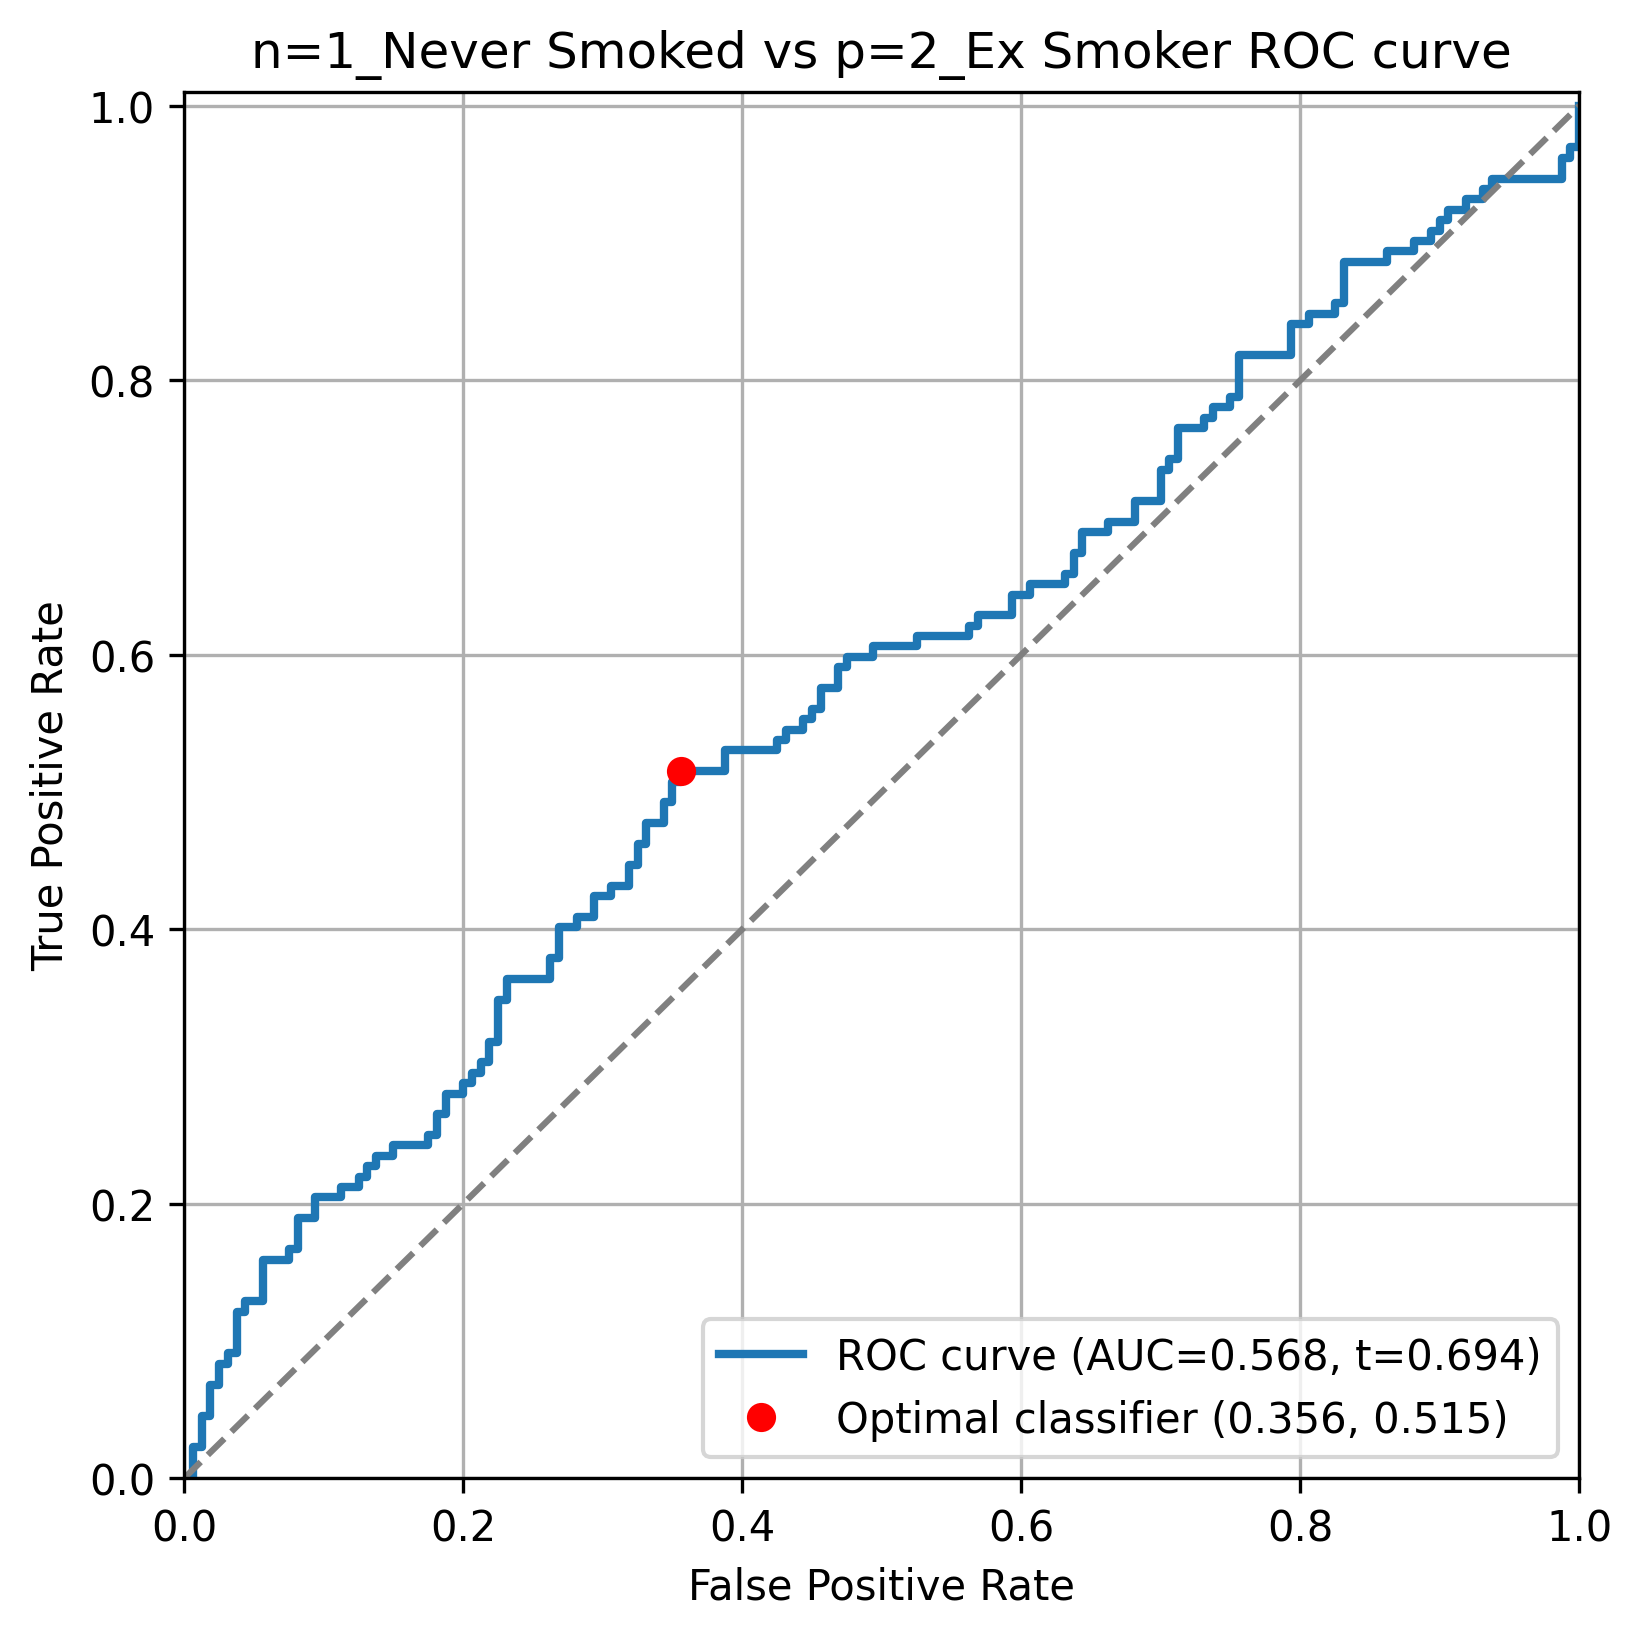 n=1_Never Smoked vs p=2_Ex Smoker ROC curve
1.0
0.8
0.6
0.4
0.2
0.0
True Positive Rate
ROC curve (AUC=0.568, t=0.694)
Optimal classifier (0.356, 0.515)
0.0 0.2 0.4 0.6 0.8 1.0
False Positive Rate